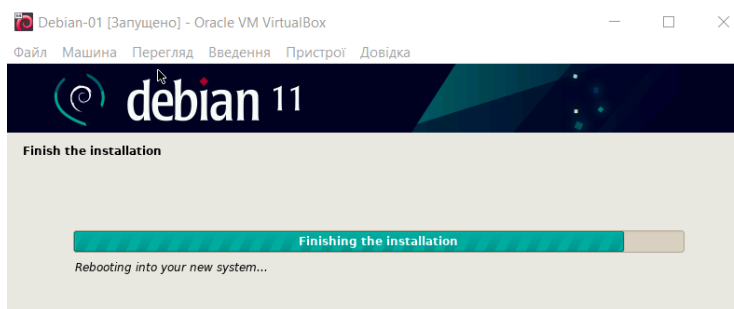 Debian-01 [Запущено] - Oracle VM VirtualBox
Файл Машина Перегляд Введення Пристрої Довідка
debian 11
Finish the installation
Finishing the installation
Rebooting into your new system...